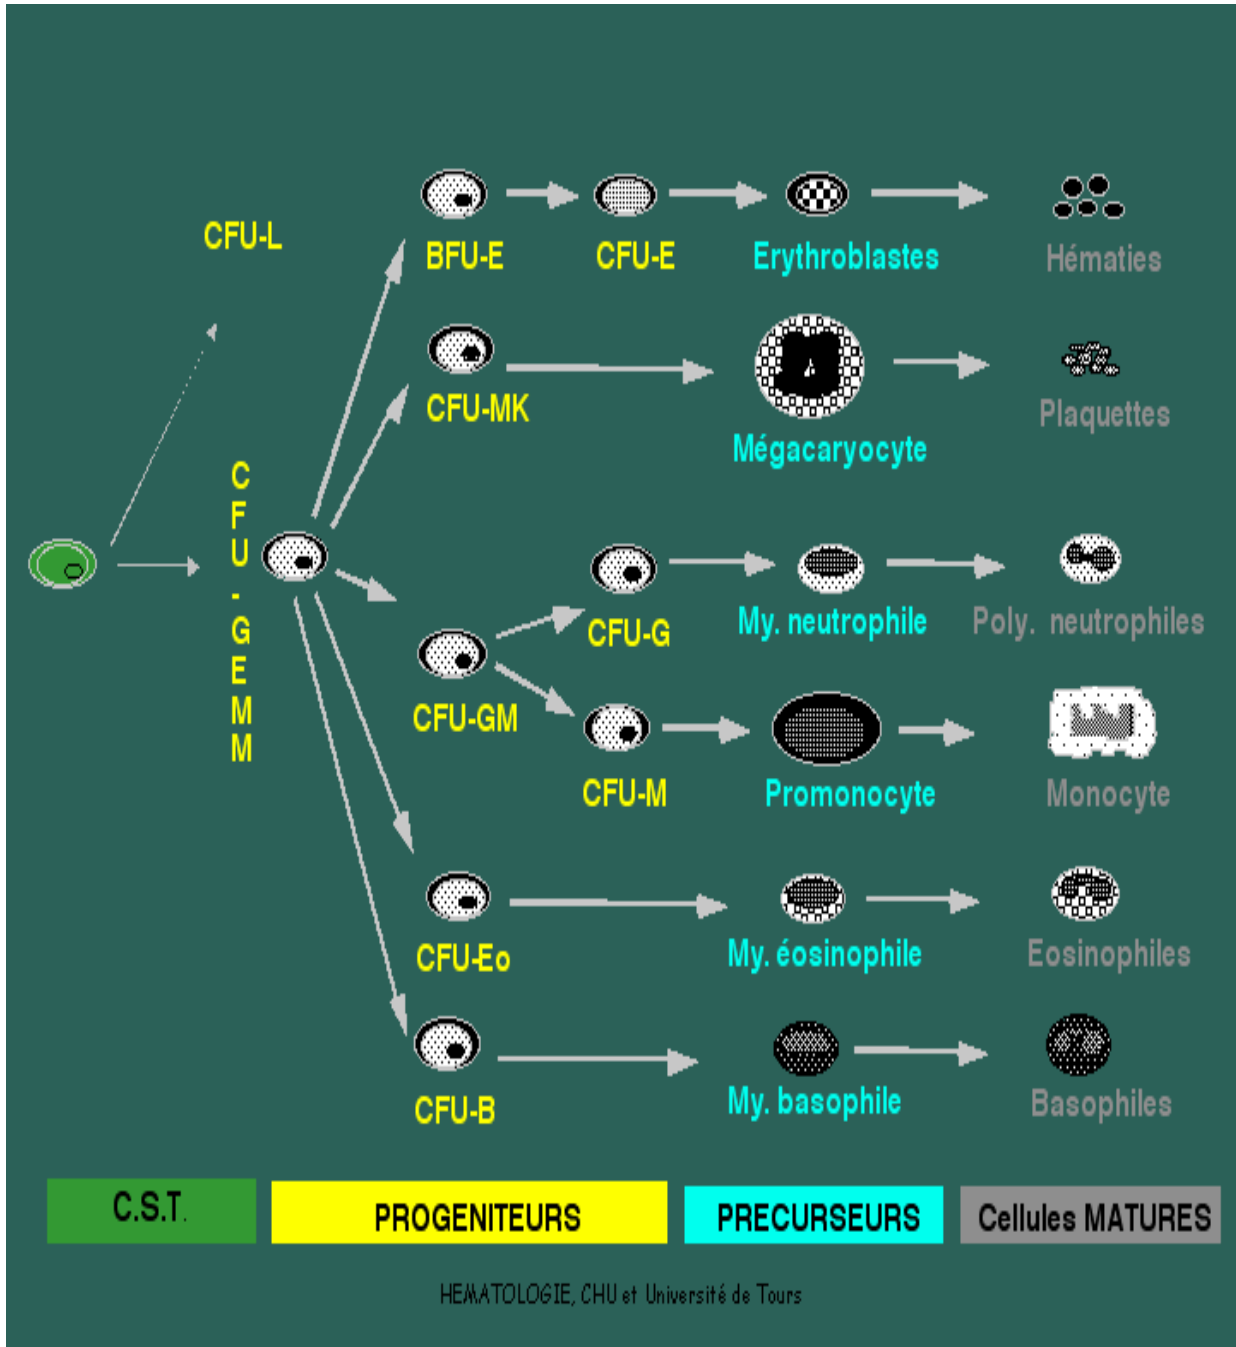 CFU-L
BFU-E
CFU-E
Erythroblastes
Hématies
CFU-MK
Mégacaryocyte
Plaquettes
CFU-GEMM
CFU-G
My. neutrophile
Poly. neutrophiles
CFU-GM
CFU-M
Promonocyte
Monocyte
CFU-Eo
My. éosinophile
Eosinophiles
CFU-B
My. basophile
Basophiles
C.S.T.
PROGENITEURS
PRECURSEURS
Cellules MATURES
HEMATOLOGIE, CHU et Université de Tours